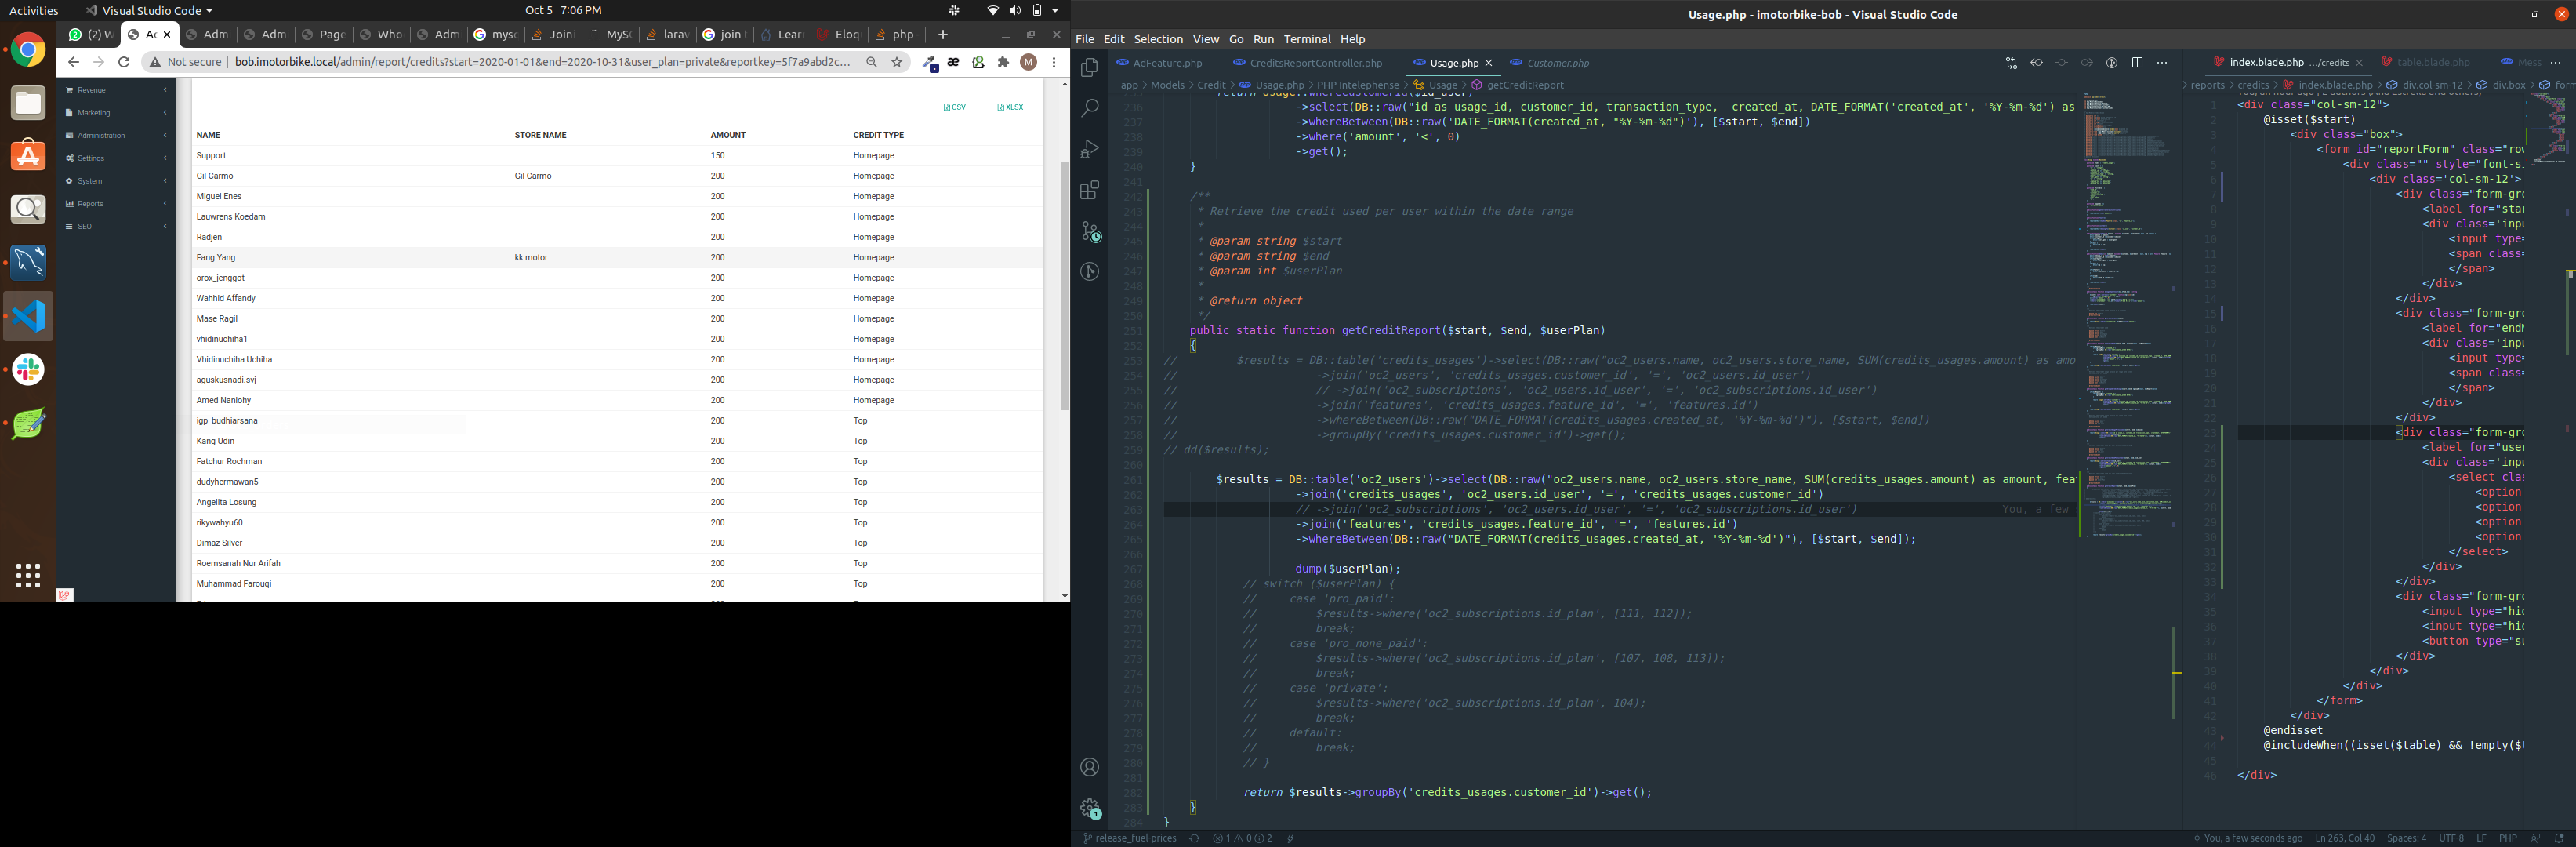 Activities
Visual Studio Code
Oct 5 7:06 PM
(2) W
Ac
Adm
Adm
Page
Who
Adm
mysq
Join
MySQ
larav
join
Lear
Eloq
php
Not secure
bob.imotorbike.local/admin/report/credits?start=2020-01-01&end=2020-10-31&user_plan=private&reportkey=5f7a9abd2c...
M
Revenue
Marketing
Administration
Settings
System
Reports
SEO
CSV
XLSX
NAME STORE NAME AMOUNT CREDIT TYPE
Support 150 Homepage
Gil Carmo Gil Carmo 200 Homepage
Miguel Enes 200 Homepage
Lauwrens Koedam 200 Homepage
Radjen 200 Homepage
Fang Yang kk motor 200 Homepage
orox_jenggot 200 Homepage
Wahhid Affandy 200 Homepage
Mase Ragil 200 Homepage
vhidinuchiha1 200 Homepage
Vhidinuchiha Uchiha 200 Homepage
aguskusnadi.svj 200 Homepage
Amed Nanlohy 200 Homepage
igp_budhiarsana 200 Top
Kang Udin 200 Top
Fatchur Rochman 200 Top
dudyhermawan5 200 Top
Angelita Losung 200 Top
rikywahyu60 200 Top
Dimaz Silver 200 Top
Roemsanah Nur Arifah 200 Top
Muhammad Farouqi 200 Top
Usage.php - imotorbike-bob - Visual Studio Code
File Edit Selection View Go Run Terminal Help
AdFeature.php
CreditsReportController.php
Usage.php
Customer.php
app > Models > Credit > Usage.php > PHP Intelephense > Usage > getCreditReport
236 ->select(DB::raw("id as usage_id, customer_id, transaction_type,  created_at, DATE_FORMAT('created_at', '%Y-%m-%d') as
237 ->whereBetween(DB::raw('DATE_FORMAT(created_at, "%Y-%m-%d")'), [$start, $end])
238 ->where('amount', '<', 0)
239 ->get();
240 }
241
242 /**
243 * Retrieve the credit used per user within the date range
244 *
245 * @param string $start
246 * @param string $end
247 * @param int $userPlan
248 *
249 * @return object
250 */
251 public static function getCreditReport($start, $end, $userPlan)
252 {
253 // $results = DB::table('credits_usages')->select(DB::raw("oc2_users.name, oc2_users.store_name, SUM(credits_usages.amount) as amo
254 // ->join('oc2_users', 'credits_usages.customer_id', '=', 'oc2_users.id_user')
255 // // ->join('oc2_subscriptions', 'oc2_users.id_user', '=', 'oc2_subscriptions.id_user')
256 // ->join('features', 'credits_usages.feature_id', '=', 'features.id')
257 // ->whereBetween(DB::raw("DATE_FORMAT(credits_usages.created_at, '%Y-%m-%d')"), [$start, $end])
258 // ->groupBy('credits_usages.customer_id')->get();
259 // dd($results);
260
261 $results = DB::table('oc2_users')->select(DB::raw("oc2_users.name, oc2_users.store_name, SUM(credits_usages.amount) as amount, fea
262 ->join('credits_usages', 'oc2_users.id_user', '=', 'credits_usages.customer_id')
263 // ->join('oc2_subscriptions', 'oc2_users.id_user', '=', 'oc2_subscriptions.id_user') You, a few
264 ->join('features', 'credits_usages.feature_id', '=', 'features.id')
265 ->whereBetween(DB::raw("DATE_FORMAT(credits_usages.created_at, '%Y-%m-%d')"), [$start, $end]);
266
267 dump($userPlan);
268 // switch ($userPlan) {
269 // case 'pro_paid':
270 // $results->where('oc2_subscriptions.id_plan', [111, 112]);
271 // break;
272 // case 'pro_none_paid':
273 // $results->where('oc2_subscriptions.id_plan', [107, 108, 113]);
274 // break;
275 // case 'private':
276 // $results->where('oc2_subscriptions.id_plan', 104);
277 // break;
278 // default:
279 // break;
280 // }
281
282 return $results->groupBy('credits_usages.customer_id')->get();
283 }
284 }
index.blade.php .../credits
table.blade.php
Mess
reports > credits > index.blade.php > div.col-sm-12 > div.box > form
1 <div class="col-sm-12">
2 @isset($start)
3 <div class="box">
4 <form id="reportForm" class="row
5 <div class="" style="font-si
6 <div class='col-sm-12'>
7 <div class="form-gro
8 <label for="star
9 <div class='inpu
10 <input type=
11 <span class=
12 </span>
13 </div>
14 </div>
15 <div class="form-gro
16 <label for="endM
17 <div class='inpu
18 <input type=
19 <span class=
20 </span>
21 </div>
22 </div>
23 <div class="form-gro
24 <label for="user
25 <div class='inpu
26 <select clas
27 <option
28 <option
29 <option
30 <option
31 </select>
32 </div>
33 </div>
34 <div class="form-gro
35 <input type="hid
36 <input type="hid
37 <button type="su
38 </div>
39 </div>
40 </div>
41 </form>
42 </div>
43 @endisset
44 @includeWhen((isset($table) && !empty($t
45
46 </div>
release_fuel-prices
1 0 2
You, a few seconds ago
Ln 263, Col 40
Spaces: 4
UTF-8
LF
PHP